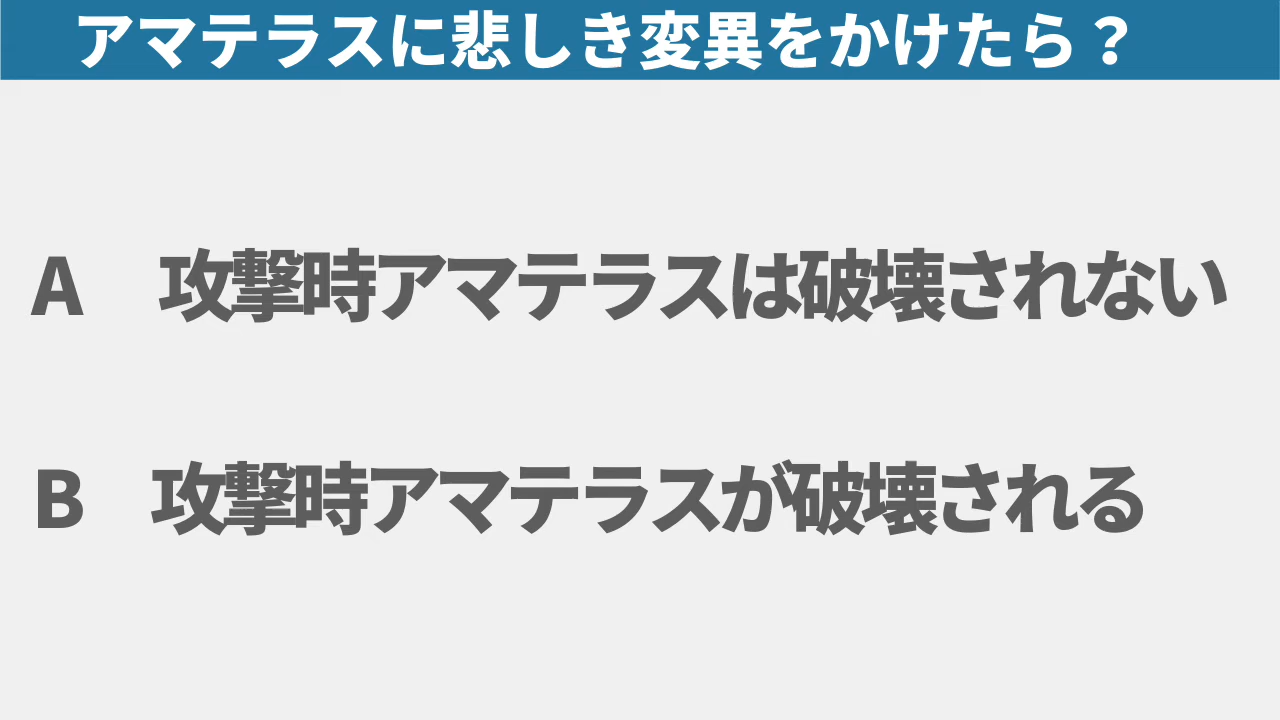 アマテラスに悲しき変異をかけたら？
A　攻撃時アマテラスは破壊されない
B　攻撃時アマテラスが破壊される